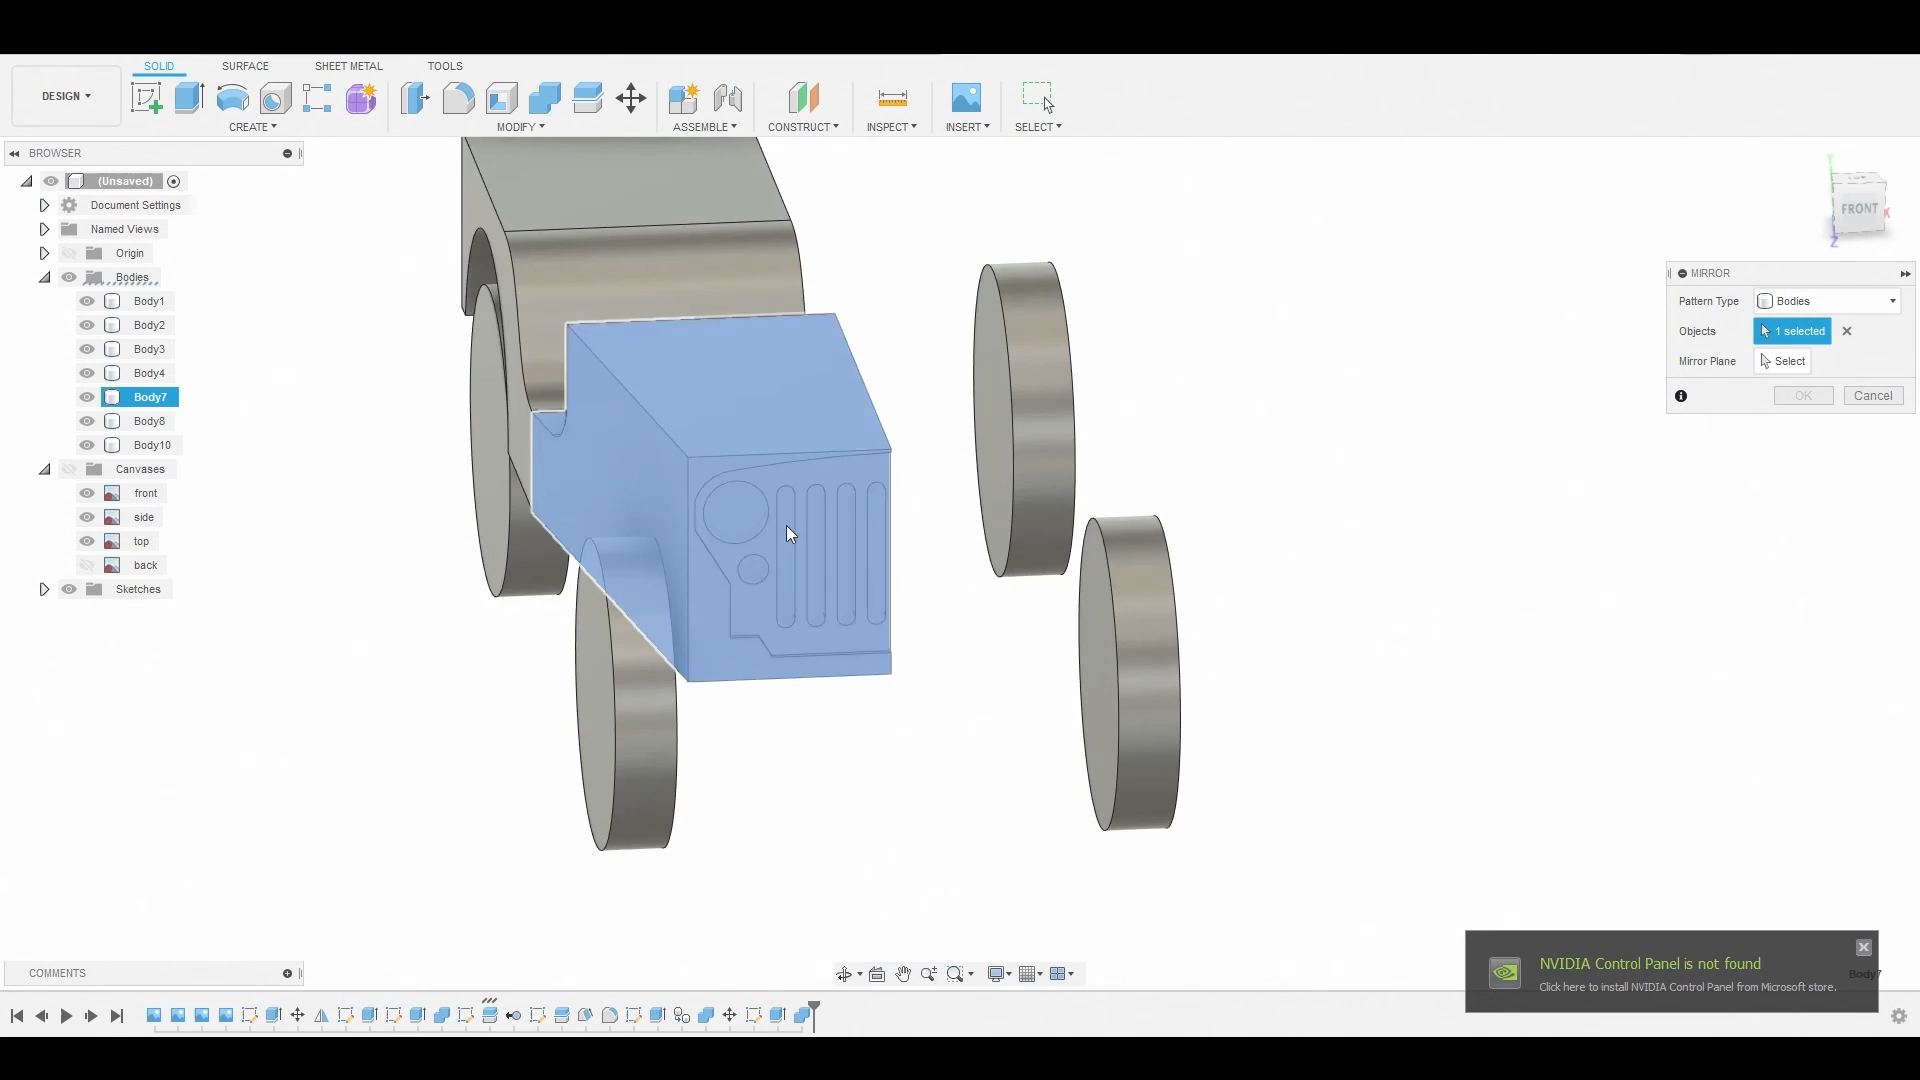 SOLID SURFACE SHEET METAL TOOLS
DESIGN
CREATE MODIFY ASSEMBLE CONSTRUCT INSPECT INSERT SELECT
BROWSER
(Unsaved)
Document Settings
Named Views
Origin
Bodies
Body1
Body2
Body3
Body4
Body7
Body8
Body10
Canvases
front
side
top
back
Sketches
FRONT
X
Z
MIRROR
Pattern Type Bodies
Objects 1 selected
Mirror Plane Select
OK Cancel
COMMENTS
NVIDIA Control Panel is not found
Click here to install NVIDIA Control Panel from Microsoft store.
Body7